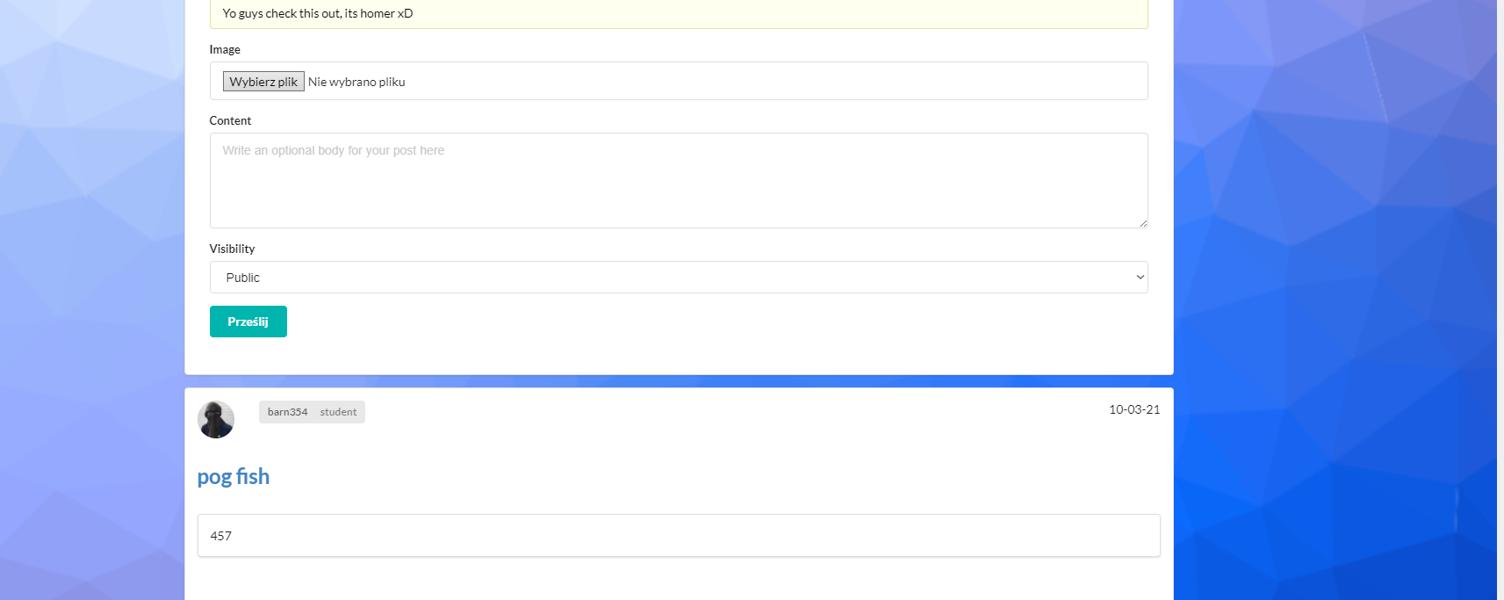 Yo guys check this out, its homer xD
Image
Wybierz plik Nie wybrano pliku
Content
Write an optional body for your post here
Visibility
Public
Prześlij
barn354 student 10-03-21
pog fish
457